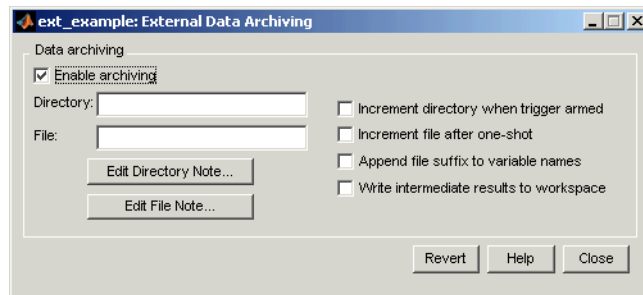 ext_example: External Data Archiving
Data archiving
Enable archiving
Directory:
File:
Edit Directory Note...
Edit File Note...
Increment directory when trigger armed
Increment file after one-shot
Append file suffix to variable names
Write intermediate results to workspace
Revert Help Close